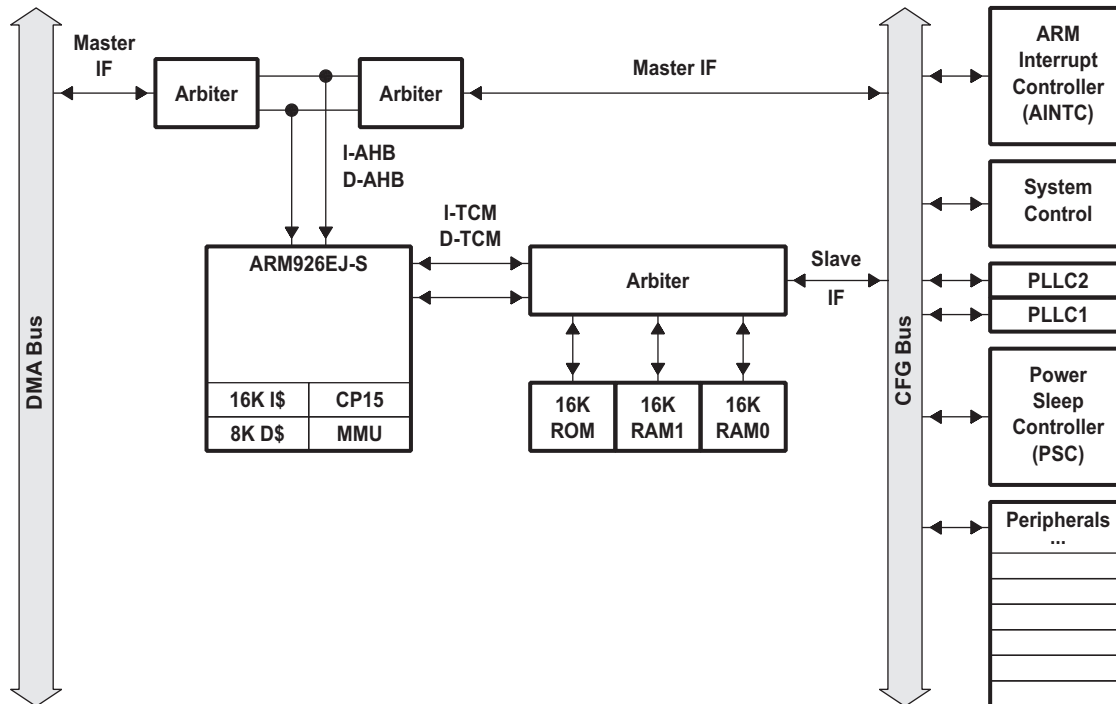 Master
IF
Arbiter
Arbiter
Master IF
I-AHB
D-AHB
I-TCM
D-TCM
ARM926EJ-S
16K I$
CP15
8K D$
MMU
Arbiter
Slave
IF
16K
ROM
16K
RAM1
16K
RAM0
DMA Bus
CFG Bus
ARM
Interrupt
Controller
(AINTC)
System
Control
PLLC2
PLLC1
Power
Sleep
Controller
(PSC)
Peripherals
...